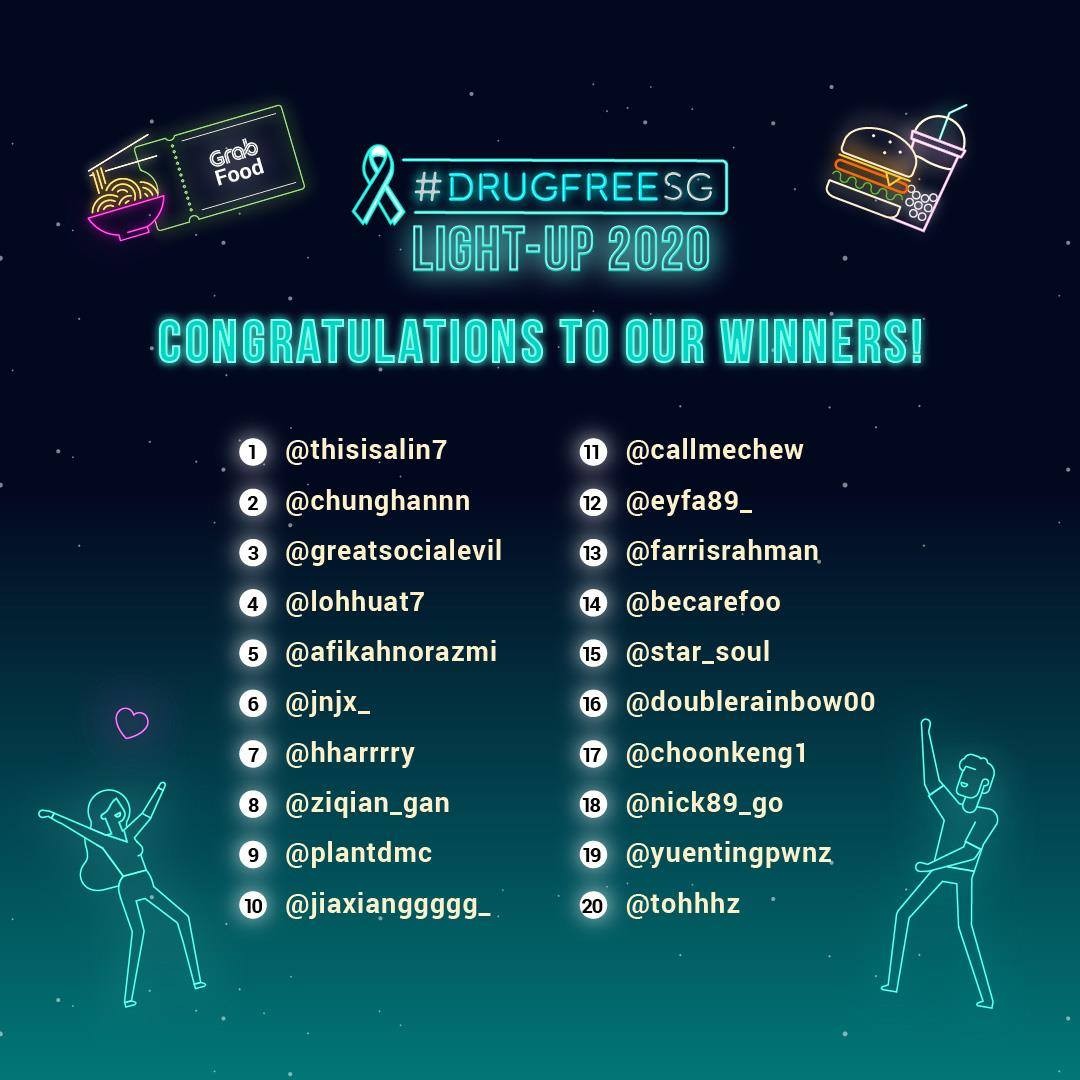 Grab
Food
#DRUGFREESG
LIGHT-UP 2020
CONGRATULATIONS TO OUR WINNERS!
1 @thisisalin7
2 @chunghannn
3 @greatsocialevil
4 @lohhuat7
5 @afikahnorazmi
6 @jnjx_
7 @hharrrry
8 @ziqian_gan
9 @plantdmc
10 @jiaxianggggg_
11 @callmechew
12 @eyfa89_
13 @farrisrahman
14 @becarefoo
15 @star_soul
16 @doublerainbow00
17 @choonkeng1
18 @nick89_go
19 @yuentingpwnz
20 @tohhhz